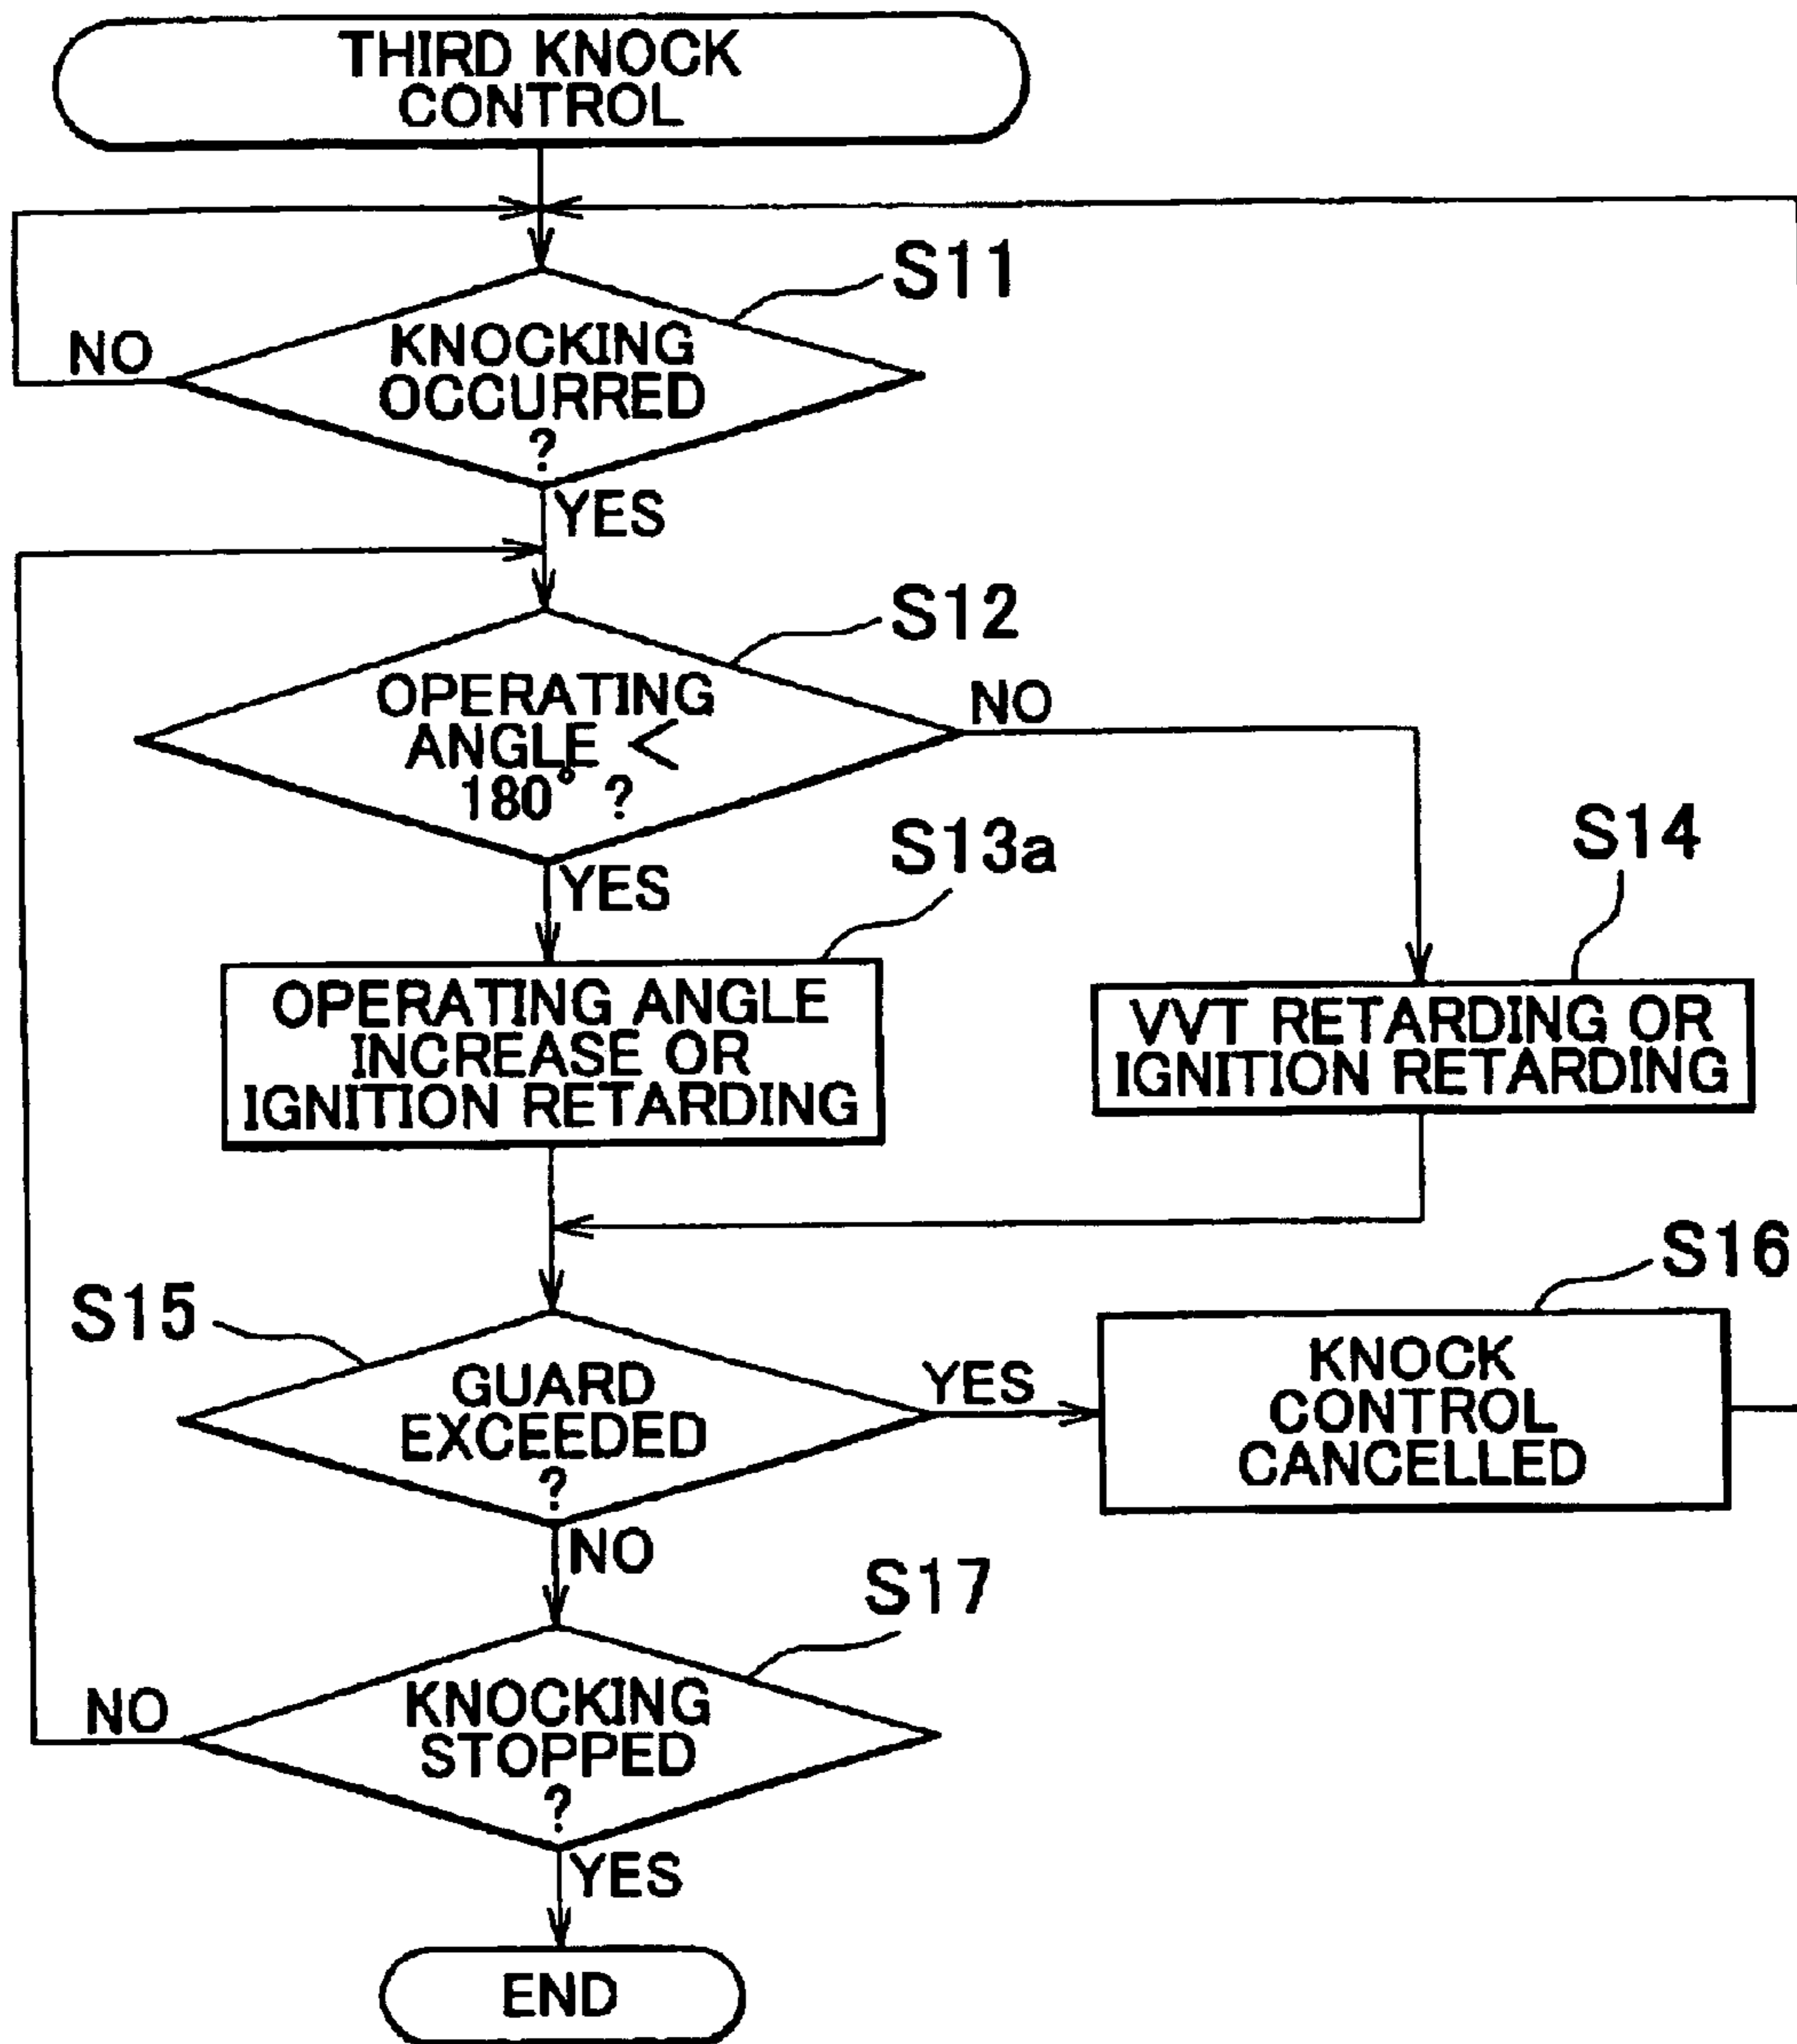 THIRD KNOCK
CONTROL
S11
NO
KNOCKING
OCCURRED
?
YES
S12
OPERATING
ANGLE <
180° ?
NO
YES
S13a
S14
OPERATING ANGLE
INCREASE OR
IGNITION RETARDING
VVT RETARDING OR
IGNITION RETARDING
S15
S16
GUARD
EXCEEDED
?
YES
KNOCK
CONTROL
CANCELLED
NO
S17
NO
KNOCKING
STOPPED
?
YES
END